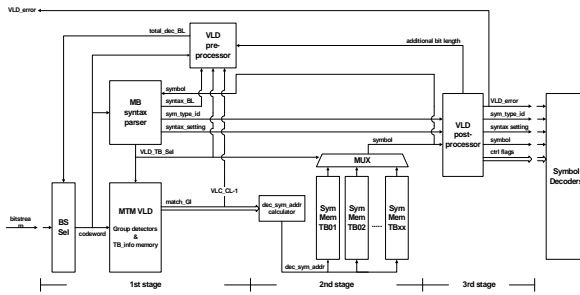 VLD_error
total_dec_BL
VLD
pre-
processor
additional bit length
symbol
syntax_BL
sym_type_id
syntax_setting
MB
syntax
parser
VLD
post-
processor
VLD_error
sym_type_id
syntax setting
symbol
ctrl flags
Symbol
Decoders
symbol
MUX
VLD_TB_Sel
match_GI
VLC_CL-1
dec_sym_addr
calculator
Sym
Mem
TB01
Sym
Mem
TB02
......
Sym
Mem
TBxx
bitstrea
m
BS
Sel
codeword
MTM VLD
Group detectors
&
TB_info memory
dec_sym_addr
1st stage
2nd stage
3rd stage